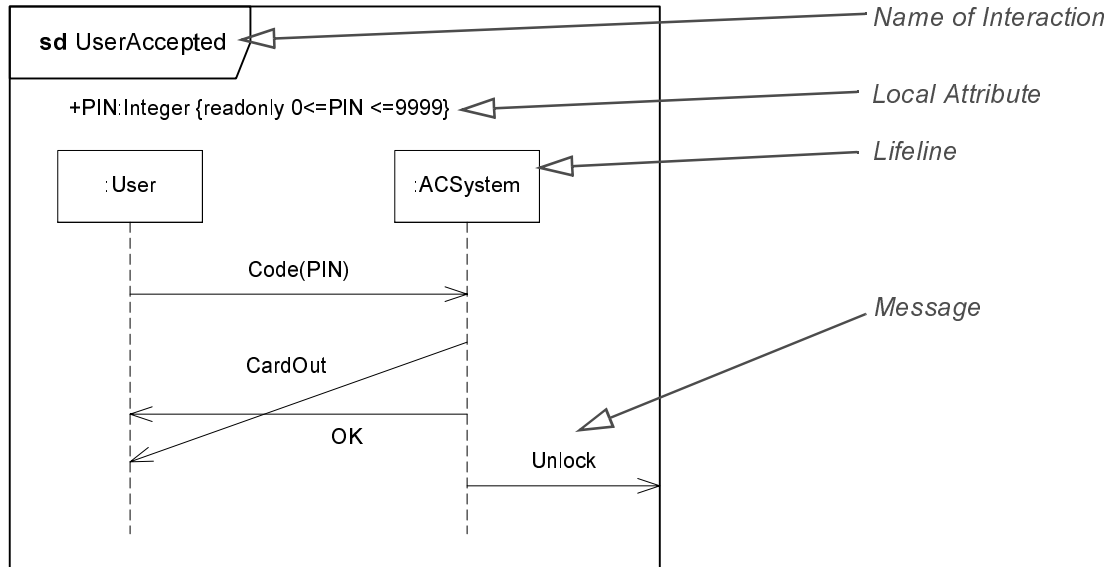 sd UserAccepted
Name of Interaction
+PIN:Integer {readonly 0<=PIN <=9999}
Local Attribute
Lifeline
:User
:ACSystem
Code(PIN)
Message
CardOut
OK
Unlock